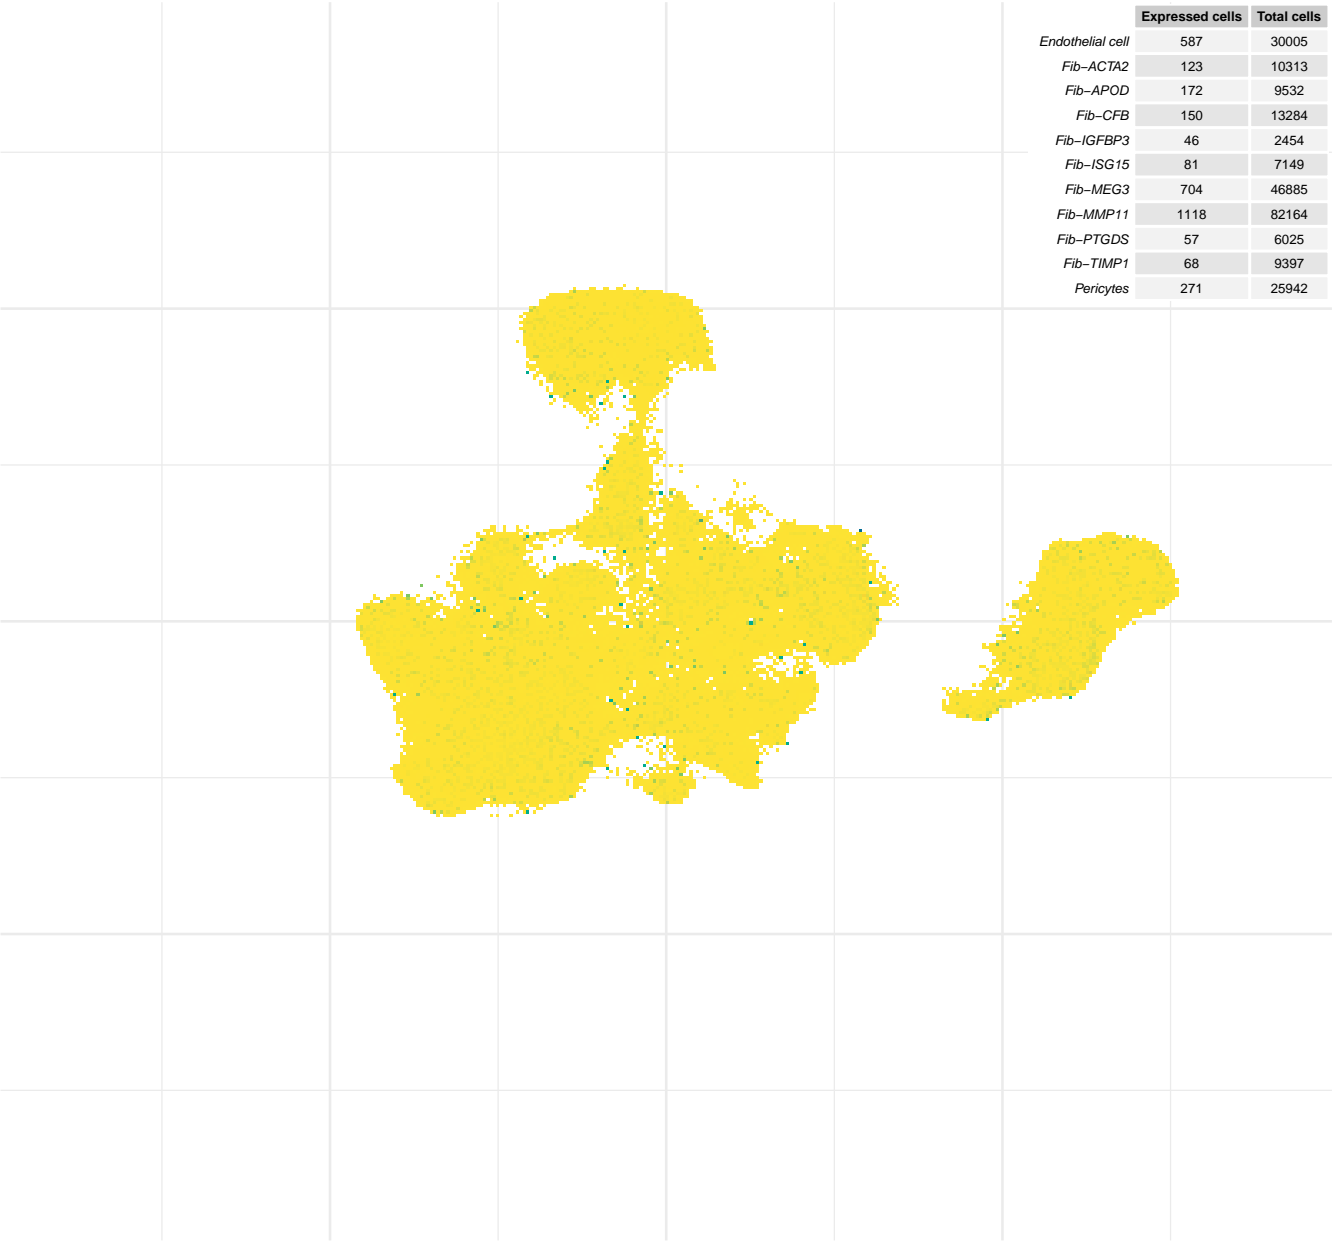 Expressed cells Total cells
Endothelial cell 587 30005
Fib−ACTA2 123 10313
Fib−APOD 172 9532
Fib−CFB 150 13284
Fib−IGFBP3 46 2454
Fib−ISG15 81 7149
Fib−MEG3 704 46885
Fib−MMP11 1118 82164
Fib−PTGDS 57 6025
Fib−TIMP1 68 9397
Pericytes 271 25942